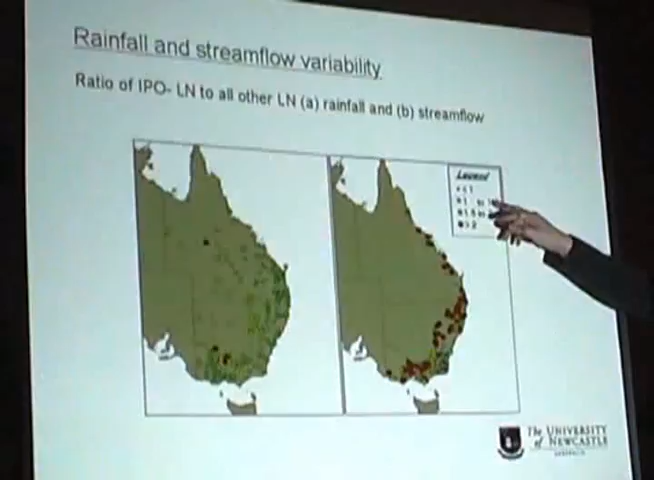 Rainfall and streamflow variability
Ratio of IPO- LN to all other LN (a) rainfall and (b) streamflow
Legend
The UNIVERSITY
of NEWCASTLE
AUSTRALIA